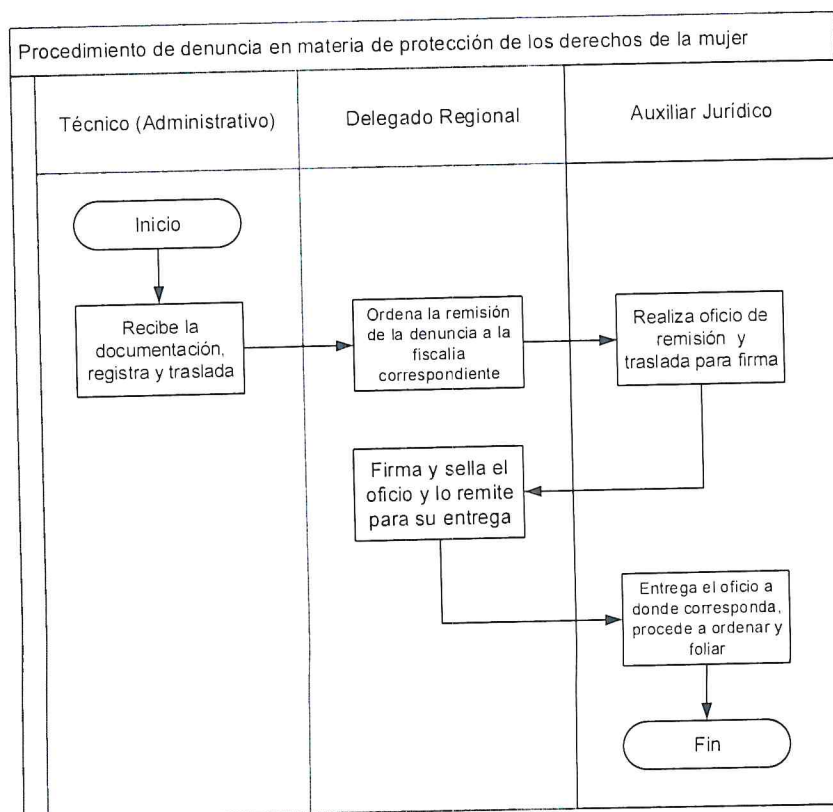 Procedimiento de denuncia en materia de protección de los derechos de la mujer
Técnico (Administrativo)
Delegado Regional
Auxiliar Jurídico
Inicio
Recibe la
documentación,
registra y traslada
Ordena la remisión
de la denuncia a la
fiscalia
correspondiente
Realiza oficio de
remisión y
traslada para firma
Firma y sella el
oficio y lo remite
para su entrega
Entrega el oficio a
donde corresponda,
procede a ordenar y
foliar
Fin